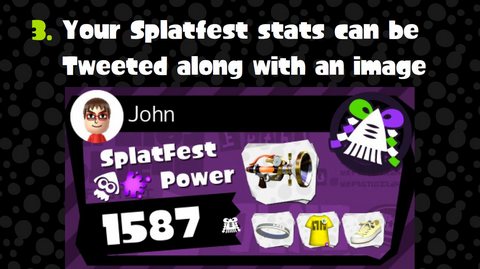 3. Your Splatfest stats can be
Tweeted along with an image
John
SplatFest
Power
1587